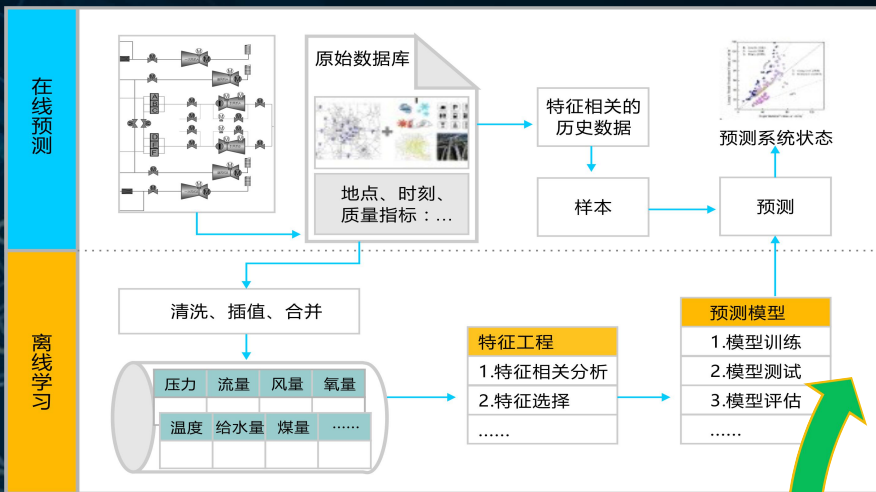 在线预测
原始数据库
地点、时刻、
质量指标：...
特征相关的
历史数据
样本
预测系统状态
预测
离线学习
清洗、插值、合并
压力 流量 风量 氧量
温度 给水量 煤量 ......
特征工程
1.特征相关分析
2.特征选择
......
预测模型
1.模型训练
2.模型测试
3.模型评估
......